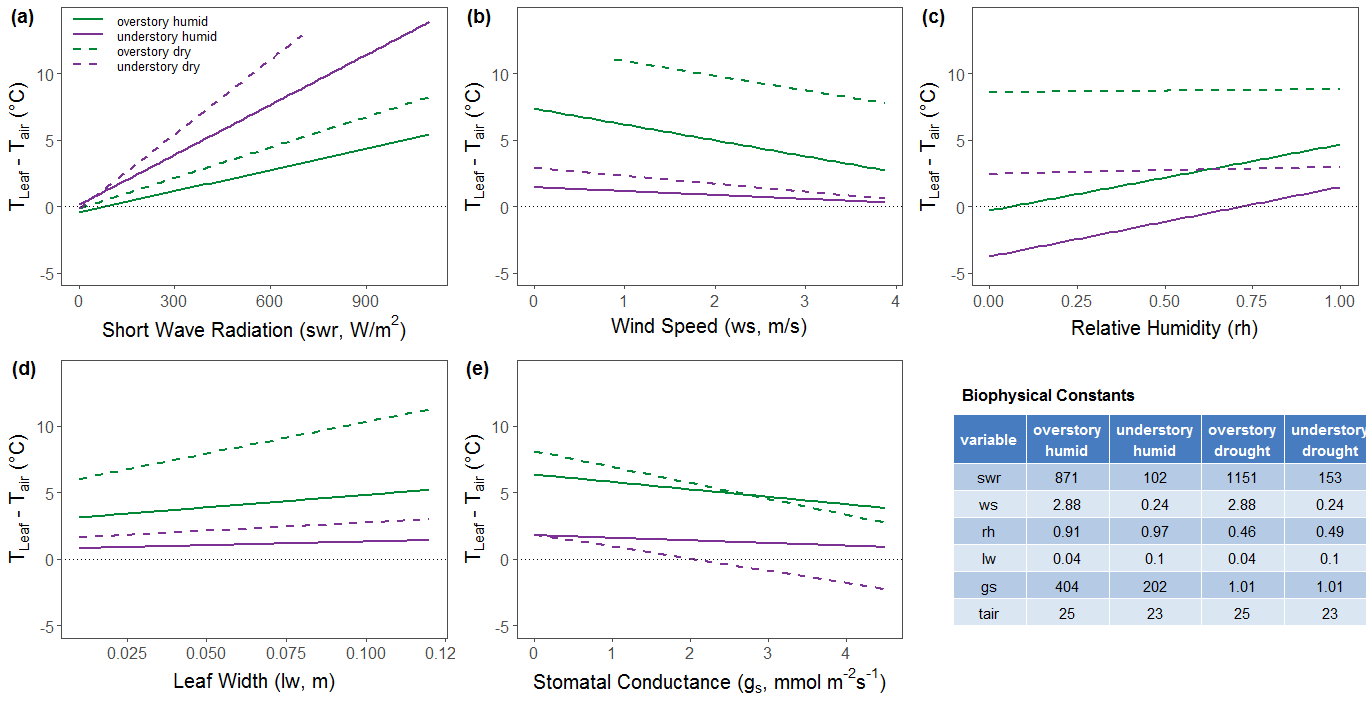 (a)
overstory humid
understory humid
overstory dry
understory dry
10
5
0
-5
T_Leaf - T_air (°C)
0 300 600 900
Short Wave Radiation (swr, W/m²)
(b)
10
5
0
-5
T_Leaf - T_air (°C)
0 1 2 3 4
Wind Speed (ws, m/s)
(c)
10
5
0
-5
T_Leaf - T_air (°C)
0.00 0.25 0.50 0.75 1.00
Relative Humidity (rh)
(d)
10
5
0
-5
T_Leaf - T_air (°C)
0.025 0.050 0.075 0.100 0.12
Leaf Width (lw, m)
(e)
10
5
0
-5
T_Leaf - T_air (°C)
0 1 2 3 4
Stomatal Conductance (g_s, mmol m⁻²s⁻¹)
Biophysical Constants
variable overstory humid understory humid overstory drought understory drought
swr 871 102 1151 153
ws 2.88 0.24 2.88 0.24
rh 0.91 0.97 0.46 0.49
lw 0.04 0.1 0.04 0.1
gs 404 202 1.01 1.01
tair 25 23 25 23